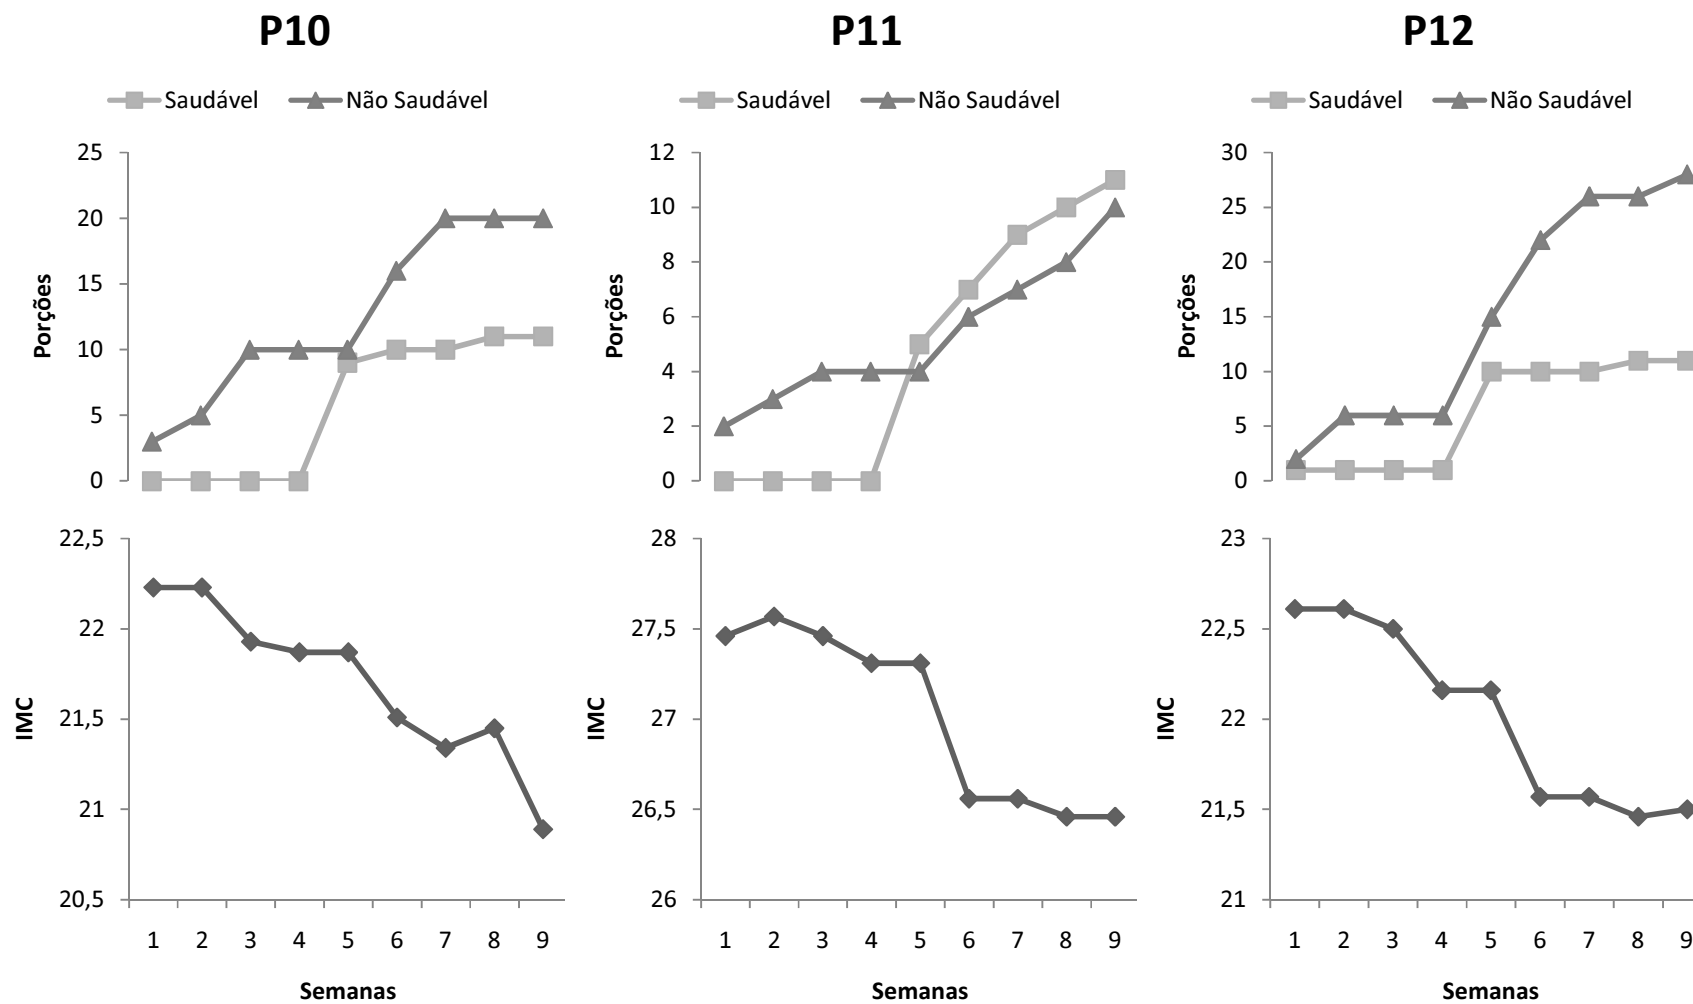 P10
P11
P12
Saudável Não Saudável
Saudável Não Saudável
Saudável Não Saudável
Porções
25
20
15
10
5
0
Porções
12
10
8
6
4
2
0
Porções
30
25
20
15
10
5
0
IMC
22,5
22
21,5
21
20,5
1 2 3 4 5 6 7 8 9
Semanas
IMC
28
27,5
27
26,5
26
1 2 3 4 5 6 7 8 9
Semanas
IMC
23
22,5
22
21,5
21
1 2 3 4 5 6 7 8 9
Semanas